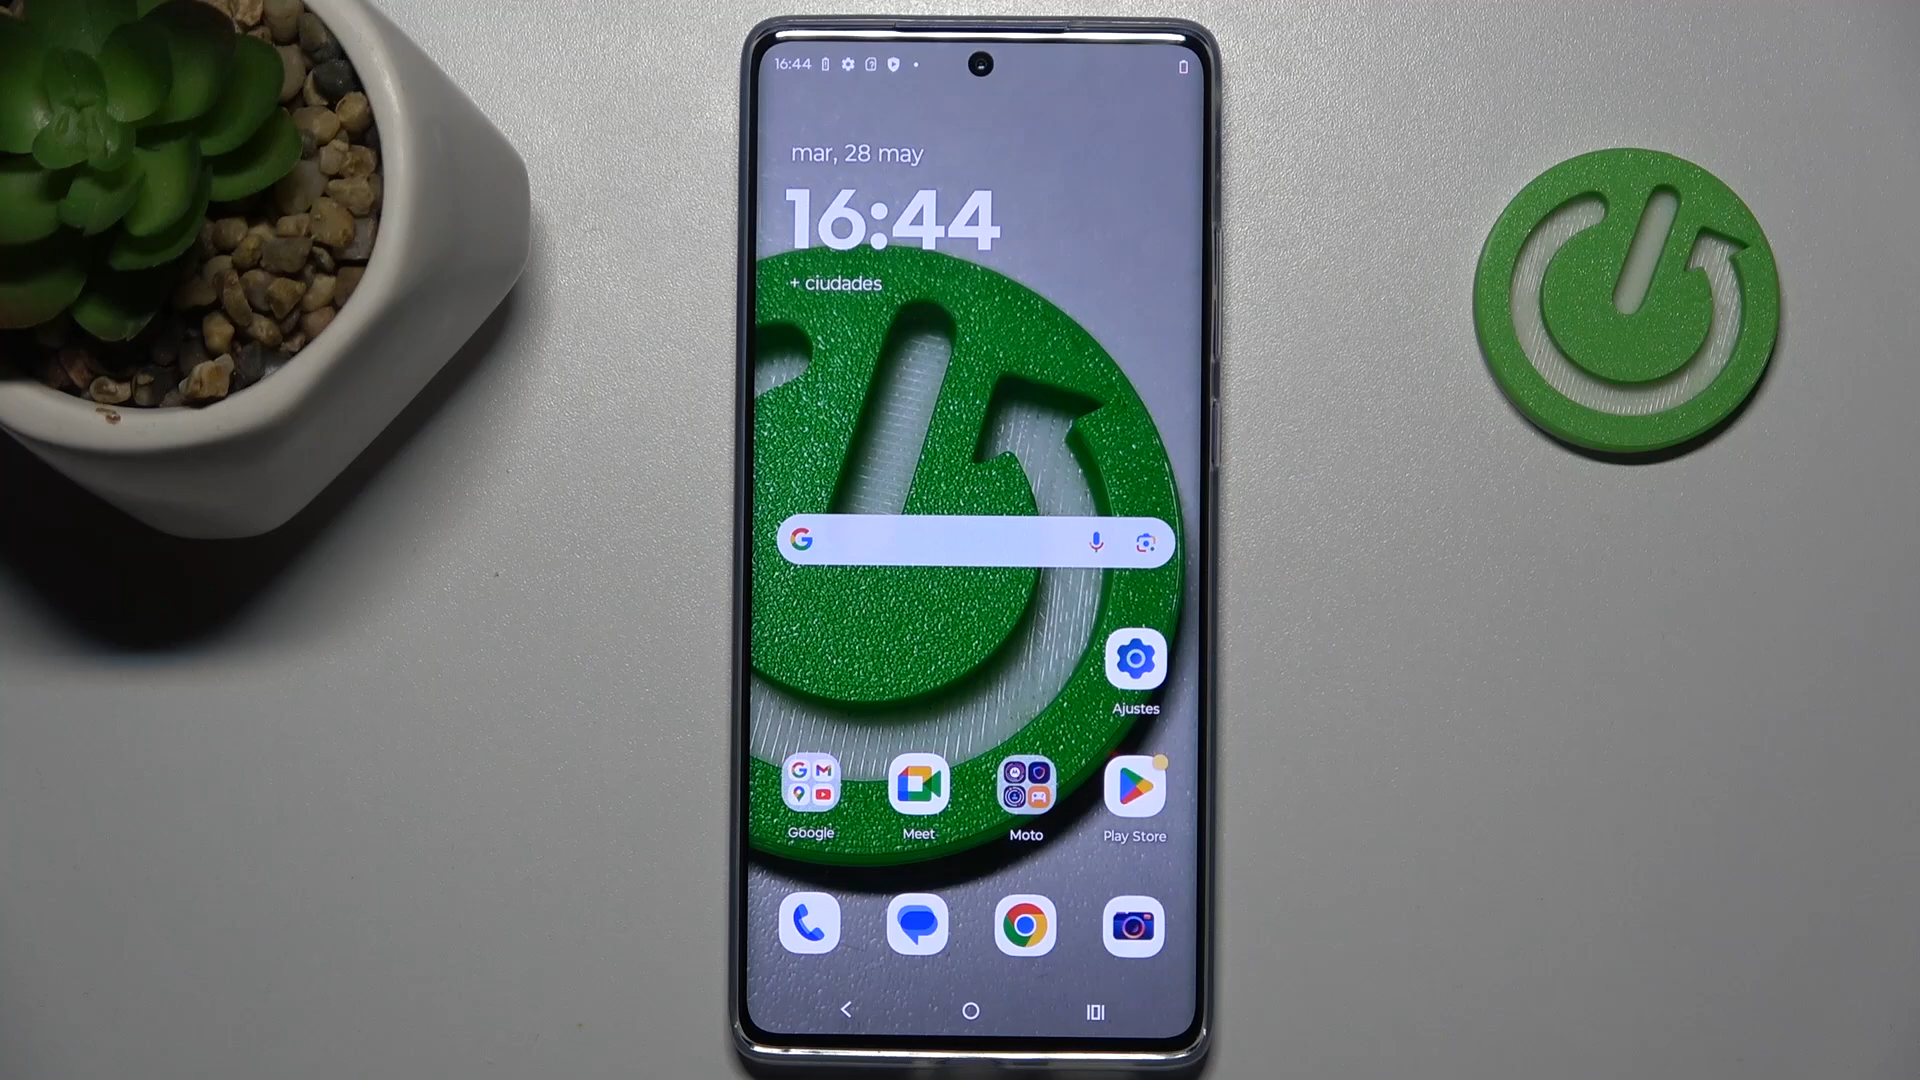 16:44
mar, 28 may
16:44
+ ciudades
Ajustes
Google
Meet
Moto
Play Store